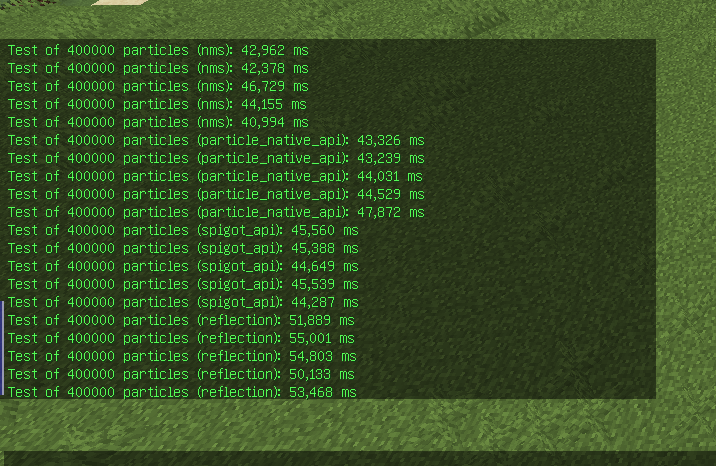 Test of 400000 particles (nms): 42,962 ms
Test of 400000 particles (nms): 42,378 ms
Test of 400000 particles (nms): 46,729 ms
Test of 400000 particles (nms): 44,155 ms
Test of 400000 particles (nms): 40,994 ms
Test of 400000 particles (particle_native_api): 43,326 ms
Test of 400000 particles (particle_native_api): 43,239 ms
Test of 400000 particles (particle_native_api): 44,031 ms
Test of 400000 particles (particle_native_api): 44,529 ms
Test of 400000 particles (particle_native_api): 47,872 ms
Test of 400000 particles (spigot_api): 45,560 ms
Test of 400000 particles (spigot_api): 45,388 ms
Test of 400000 particles (spigot_api): 44,649 ms
Test of 400000 particles (spigot_api): 45,539 ms
Test of 400000 particles (spigot_api): 44,287 ms
Test of 400000 particles (reflection): 51,889 ms
Test of 400000 particles (reflection): 55,001 ms
Test of 400000 particles (reflection): 54,803 ms
Test of 400000 particles (reflection): 50,133 ms
Test of 400000 particles (reflection): 53,468 ms